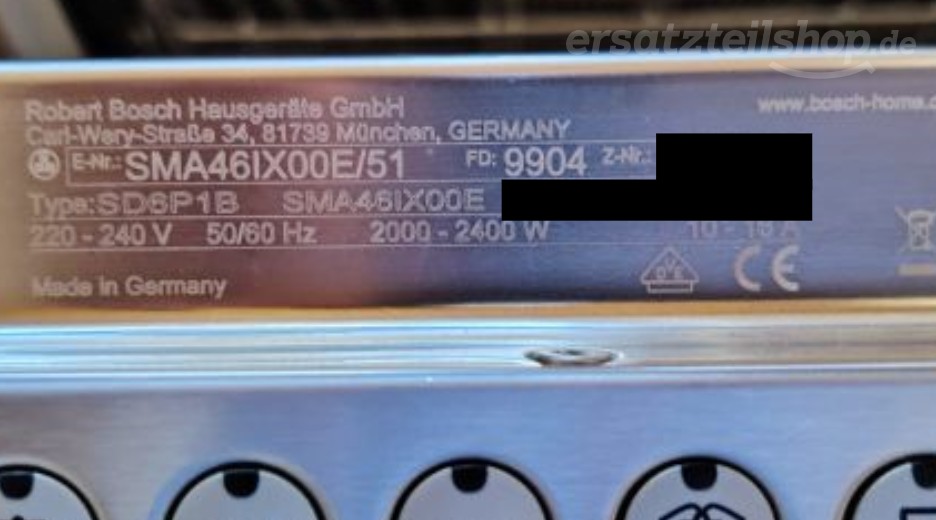 ersatzteilshop.de
Robert Bosch Hausgeräte GmbH www.bosch-home.c
Carl-Wery-Straße 34, 81739 München, GERMANY
E-Nr.: SMA46IX00E/51 FD: 9904 Z-Nr.:
Type: SD6P1B SMA46IX00E
220 - 240 V 50/60 Hz 2000 - 2400 W 10 - 16 A
Made in Germany